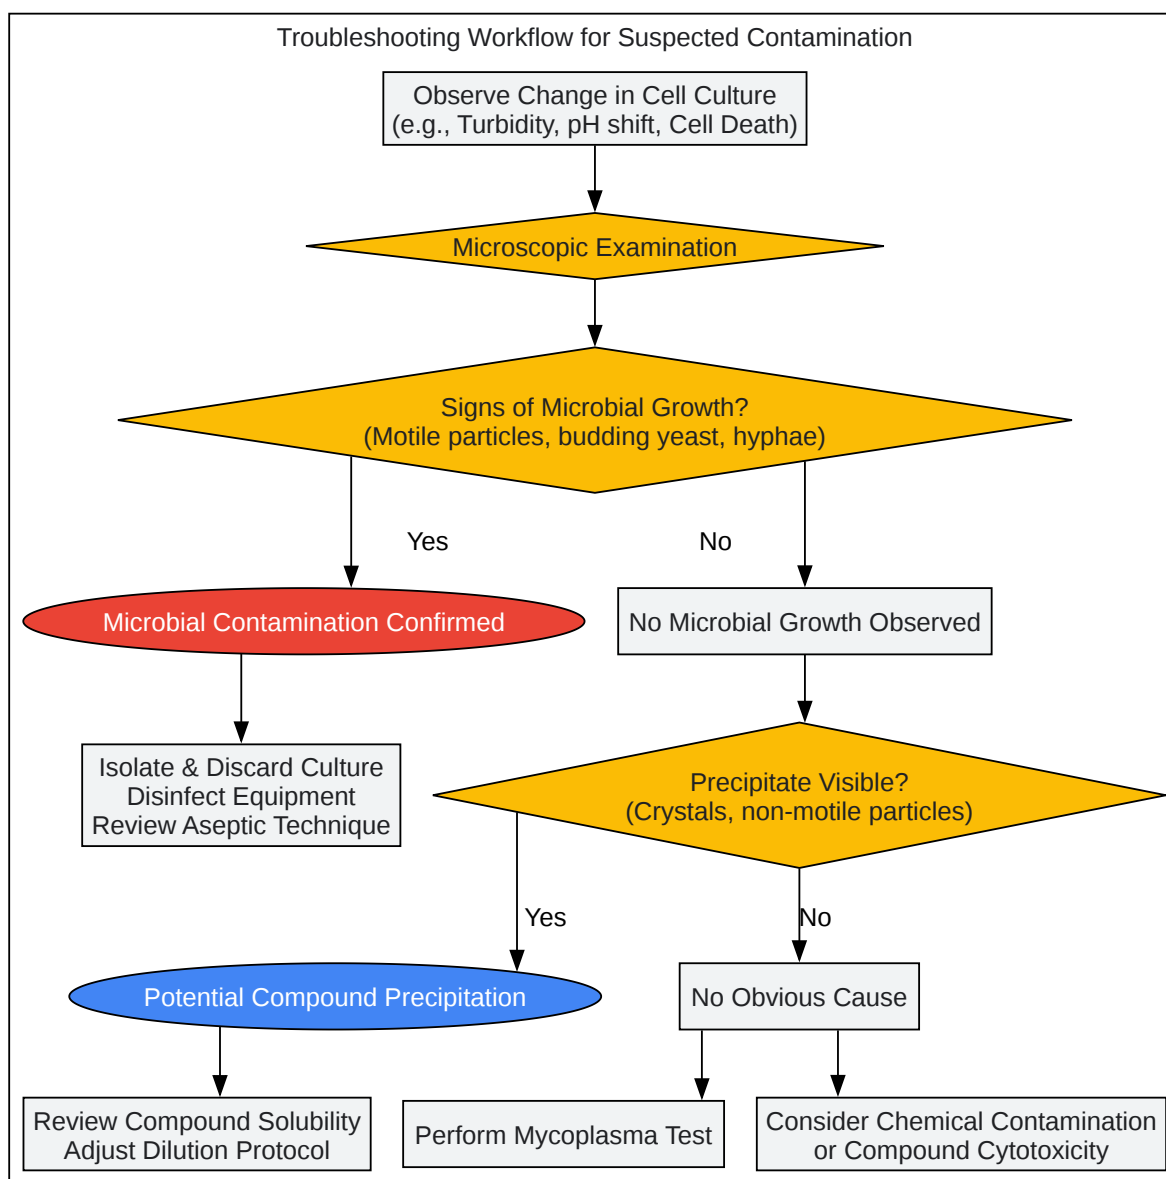 Troubleshooting Workflow for Suspected Contamination
Observe Change in Cell Culture
(e.g., Turbidity, pH shift, Cell Death)
Microscopic Examination
Signs of Microbial Growth?
(Motile particles, budding yeast, hyphae)
Yes
No
Microbial Contamination Confirmed
No Microbial Growth Observed
Isolate & Discard Culture
Disinfect Equipment
Review Aseptic Technique
Precipitate Visible?
(Crystals, non-motile particles)
Yes
No
Potential Compound Precipitation
No Obvious Cause
Review Compound Solubility
Adjust Dilution Protocol
Perform Mycoplasma Test
Consider Chemical Contamination
or Compound Cytotoxicity